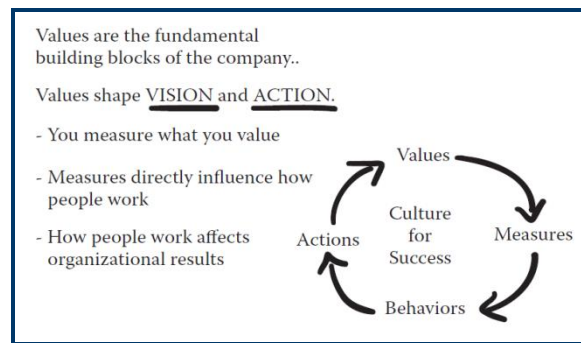 Values are the fundamental
building blocks of the company..
Values shape VISION and ACTION.
- You measure what you value
- Measures directly influence how
people work
- How people work affects
organizational results
Values
Measures
Behaviors
Actions
Culture
for
Success